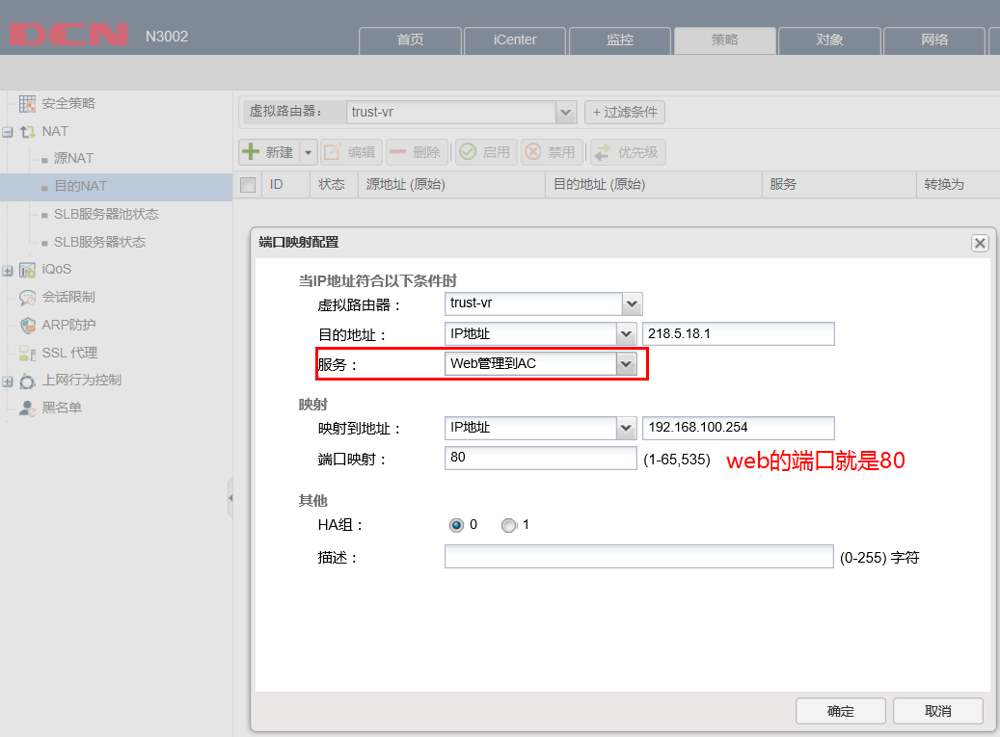 DCN N3002 首页 iCenter 监控 策略 对象 网络
安全策略
NAT
源NAT
目的NAT
SLB服务器池状态
SLB服务器状态
iQoS
会话限制
ARP防护
SSL 代理
上网行为控制
黑名单
虚拟路由器： trust-vr + 过滤条件
新建 编辑 删除 启用 禁用 优先级
ID 状态 源地址 (原始) 目的地址 (原始) 服务 转换为
端口映射配置
当IP地址符合以下条件时
虚拟路由器： trust-vr
目的地址： IP地址 218.5.18.1
服务： Web管理到AC
映射
映射到地址： IP地址 192.168.100.254
端口映射： 80 (1-65,535) web的端口就是80
其他
HA组： 0 1
描述： (0-255) 字符
确定 取消